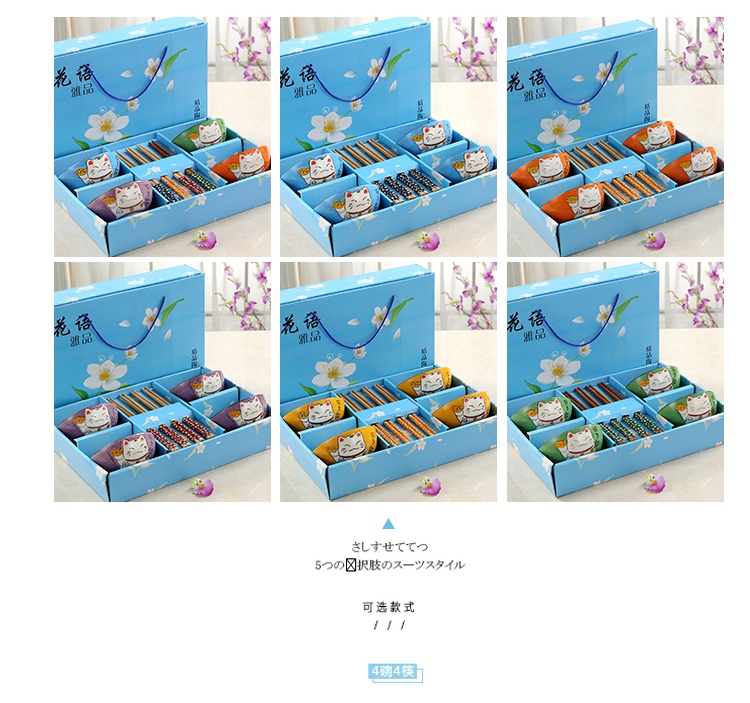 花语
雅品
精品陶
花语
雅品
精品陶
花语
雅品
精品陶
花语
雅品
精品陶
花语
雅品
精品陶
花语
雅品
精品陶
さしすせててつ
5つの択肢のスーツスタイル
可选款式
/ / /
4碗4筷